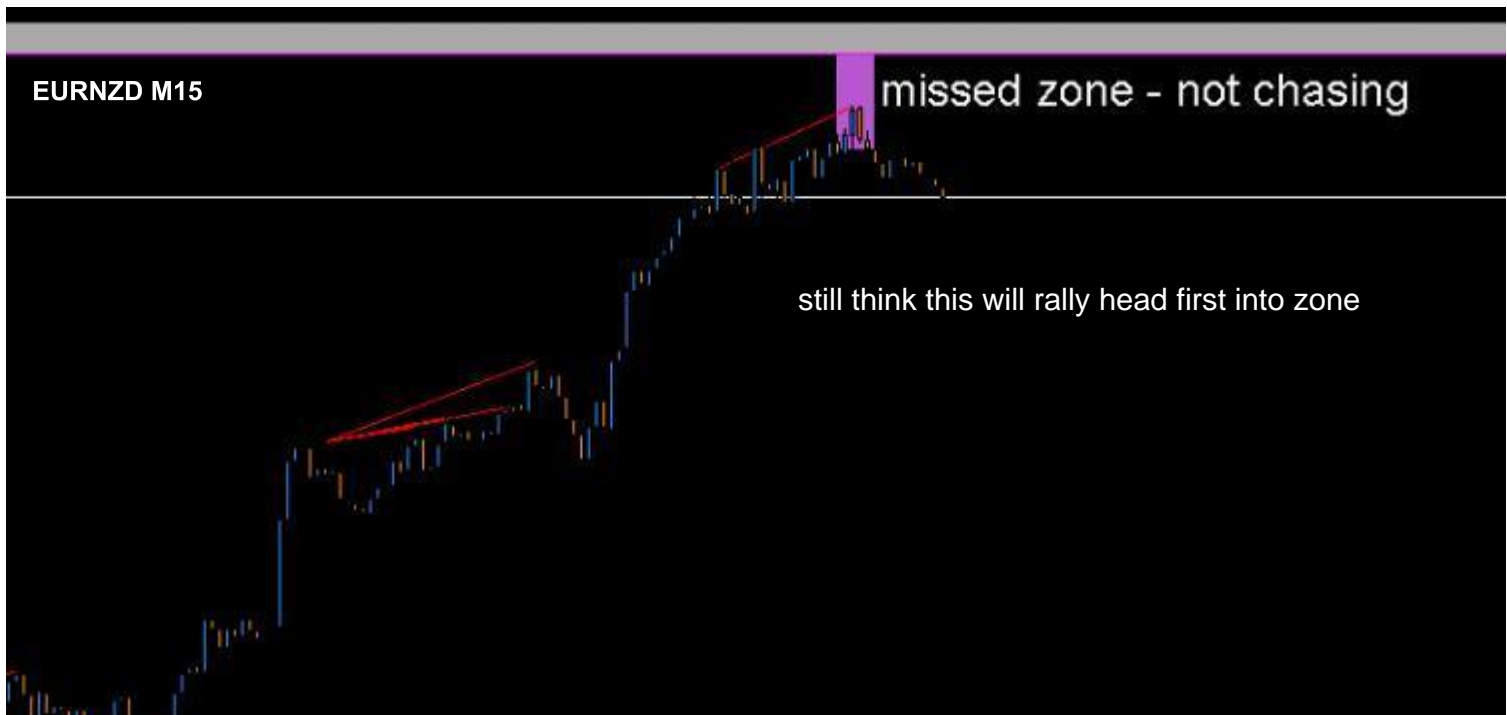 EURNZD M15
missed zone - not chasing
still think this will rally head first into zone